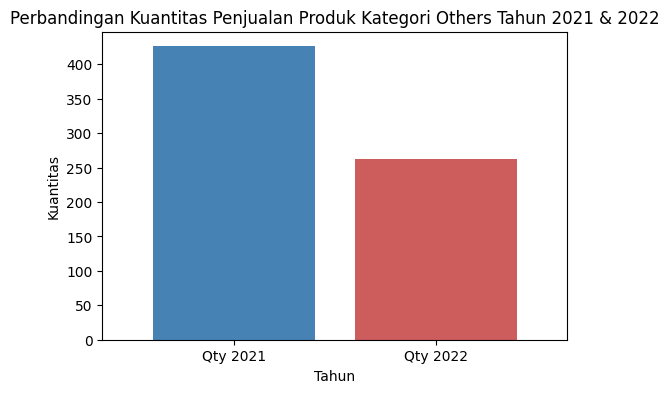 Perbandingan Kuantitas Penjualan Produk Kategori Others Tahun 2021 & 2022
400
350
300
250
200
150
100
50
0
Kuantitas
Qty 2021
Qty 2022
Tahun